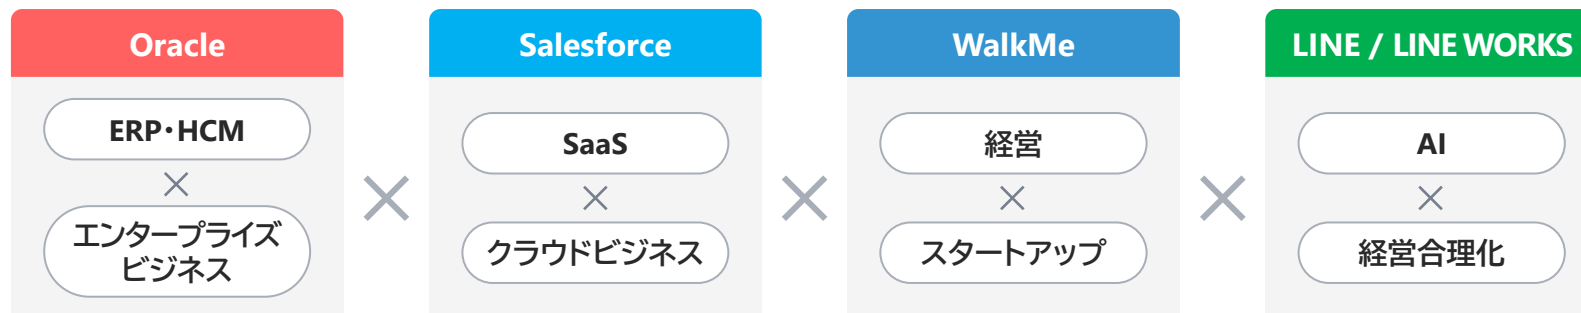 Oracle
ERP・HCM
×
エンタープライズ
ビジネス
×
Salesforce
SaaS
×
クラウドビジネス
×
WalkMe
経営
×
スタートアップ
×
LINE / LINE WORKS
AI
×
経営合理化